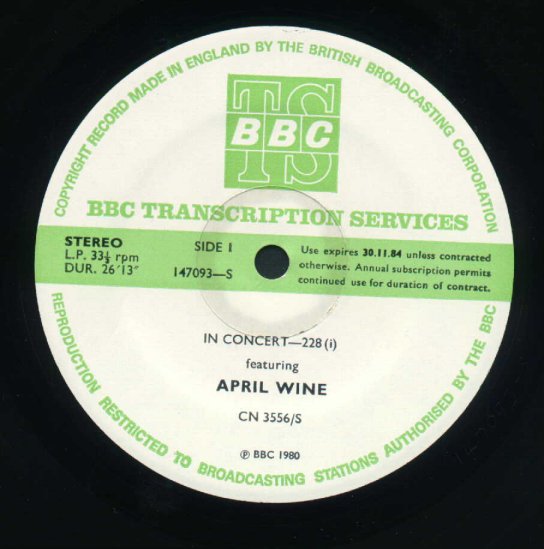 COPYRIGHT RECORD MADE IN ENGLAND BY THE BRITISH BROADCASTING CORPORATION
TS
BBC
BBC TRANSCRIPTION SERVICES
STEREO
L.P. 33⅓ rpm
DUR. 26′13″
SIDE 1
147093—S
Use expires 30.11.84 unless contracted
otherwise. Annual subscription permits
continued use for duration of contract.
IN CONCERT—228 (i)
featuring
APRIL WINE
CN 3556/S
℗ BBC 1980
REPRODUCTION RESTRICTED TO BROADCASTING STATIONS AUTHORISED BY THE BBC